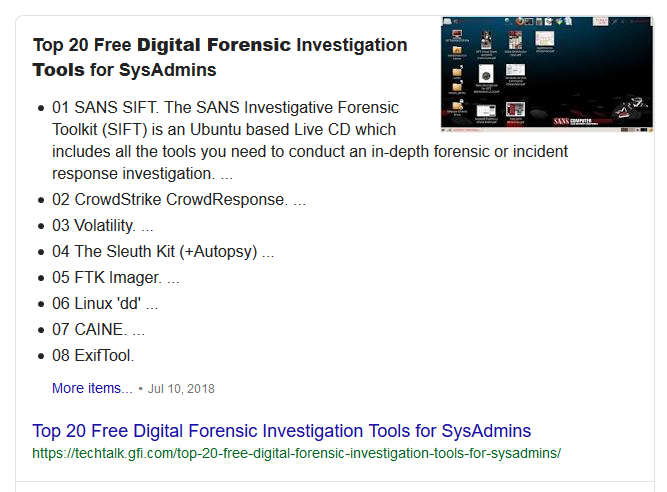 Top 20 Free Digital Forensic Investigation
Tools for SysAdmins
SANS COMPUTER
• 01 SANS SIFT. The SANS Investigative Forensic
Toolkit (SIFT) is an Ubuntu based Live CD which
includes all the tools you need to conduct an in-depth forensic or incident
response investigation. ...
• 02 CrowdStrike CrowdResponse. ...
• 03 Volatility. ...
• 04 The Sleuth Kit (+Autopsy) ...
• 05 FTK Imager. ...
• 06 Linux 'dd' ...
• 07 CAINE. ...
• 08 ExifTool.
More items... • Jul 10, 2018
Top 20 Free Digital Forensic Investigation Tools for SysAdmins
https://techtalk.gfi.com/top-20-free-digital-forensic-investigation-tools-for-sysadmins/